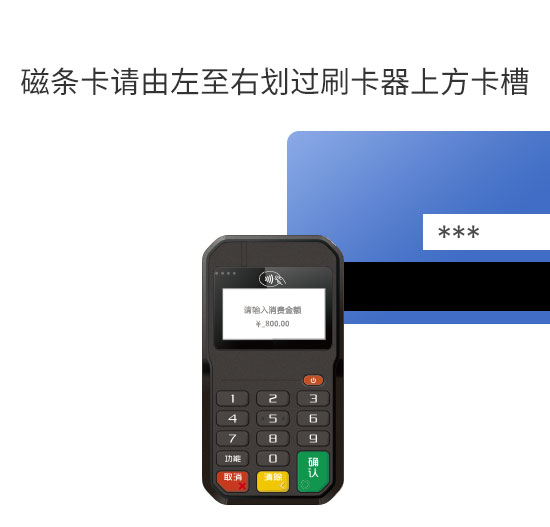 磁条卡请由左至右划过刷卡器上方卡槽
***
请输入消费金额
¥_800.00
1 2 3
4 5 6
7 8 9
功能 0 确认
取消 清除